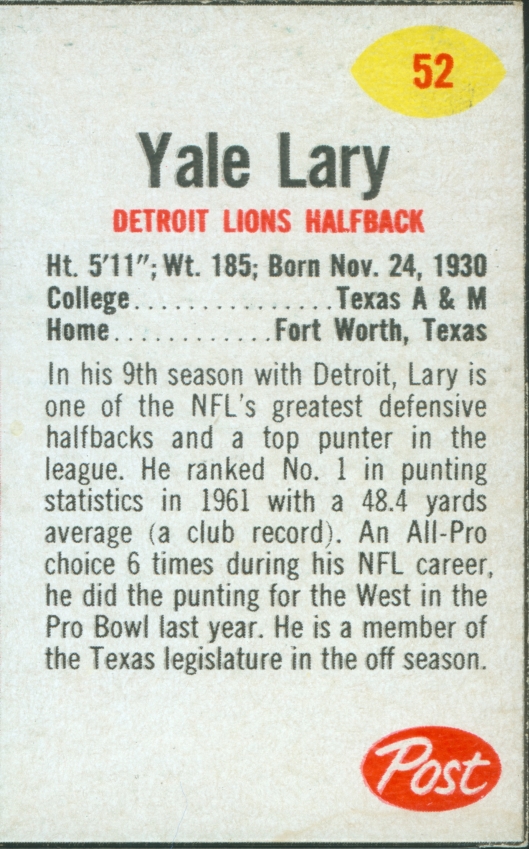 52
Yale Lary
DETROIT LIONS HALFBACK
Ht. 5'11"; Wt. 185; Born Nov. 24, 1930
College...............Texas A & M
Home............Fort Worth, Texas
In his 9th season with Detroit, Lary is
one of the NFL's greatest defensive
halfbacks and a top punter in the
league. He ranked No. 1 in punting
statistics in 1961 with a 48.4 yards
average (a club record). An All-Pro
choice 6 times during his NFL career,
he did the punting for the West in the
Pro Bowl last year. He is a member of
the Texas legislature in the off season.
Post